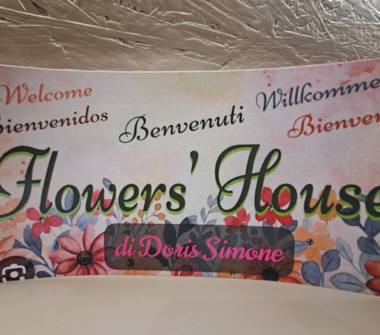 Welcome
Bienvenidos
Benvenuti
Willkomme
Bienven
Flowers' House
di Doris Simone